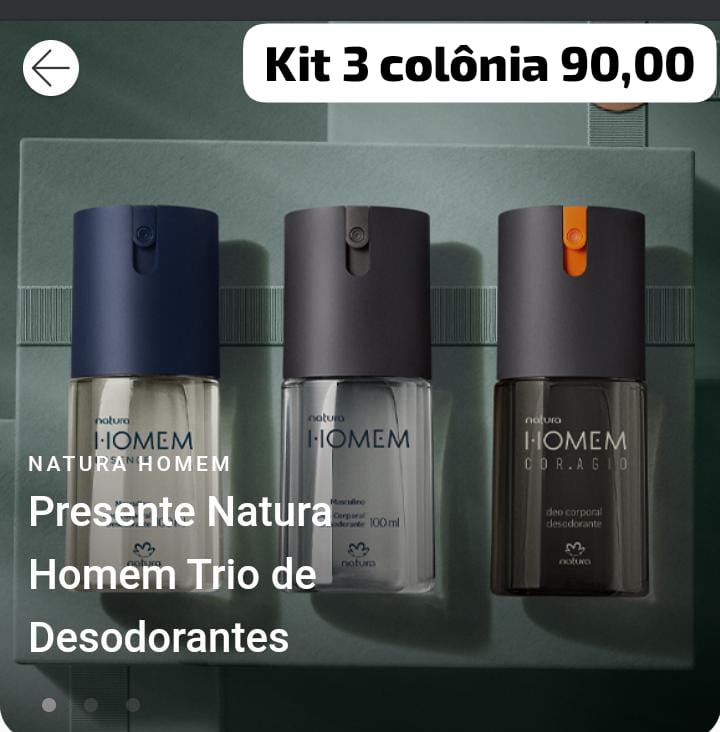 Kit 3 colônia 90,00
natura
HOMEM
natura
HOMEM
natura
HOMEM
COR.AGIO
NATURA HOMEM
Presente Natura
Homem Trio de
Desodorantes
Masculino
Corporal
100 ml
deo corporal
desodorante
natura
natura
natura